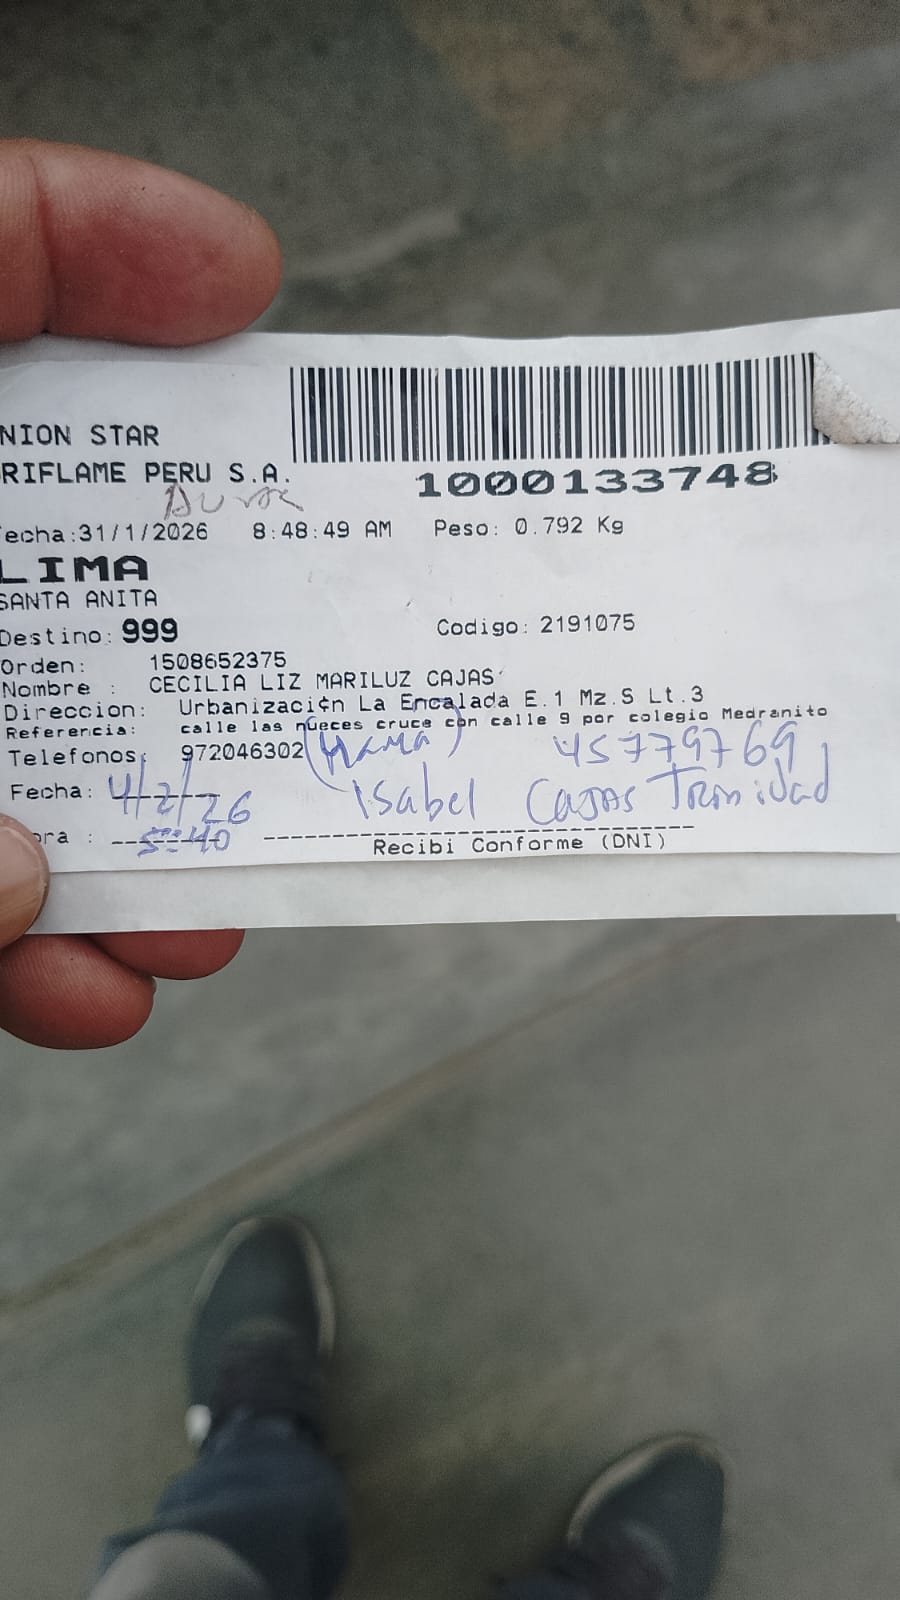 NION STAR
RIFLAME PERU S.A.
1000133748
echa:31/1/2026 8:48:49 AM Peso: 0.792 Kg
LIMA
SANTA ANITA
Destino: 999 Codigo: 2191075
Orden: 1508652375
Nombre : CECILIA LIZ MARILUZ CAJAS
Direccion: Urbanizaci¢n La Encalada E.1 Mz.S Lt.3
Referencia: calle las nueces cruce con calle 9 por colegio Medranito
Telefonos: 972046302 (Mama) 45779769
Fecha: 4/2/26 Isabel Cajas Trinidad
ora : 5:40
Recibi Conforme (DNI)